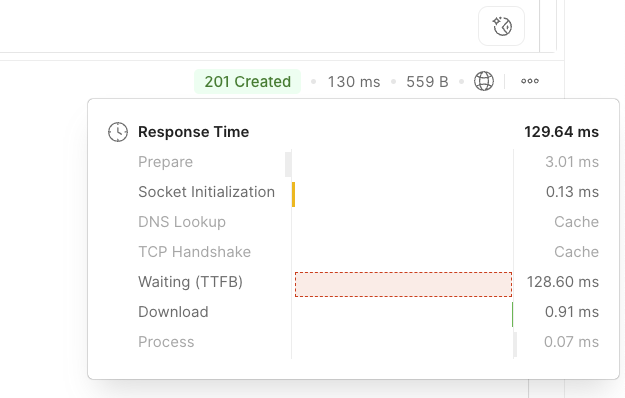 201 Created • 130 ms • 559 B •
Response Time 129.64 ms
Prepare 3.01 ms
Socket Initialization 0.13 ms
DNS Lookup Cache
TCP Handshake Cache
Waiting (TTFB) 128.60 ms
Download 0.91 ms
Process 0.07 ms